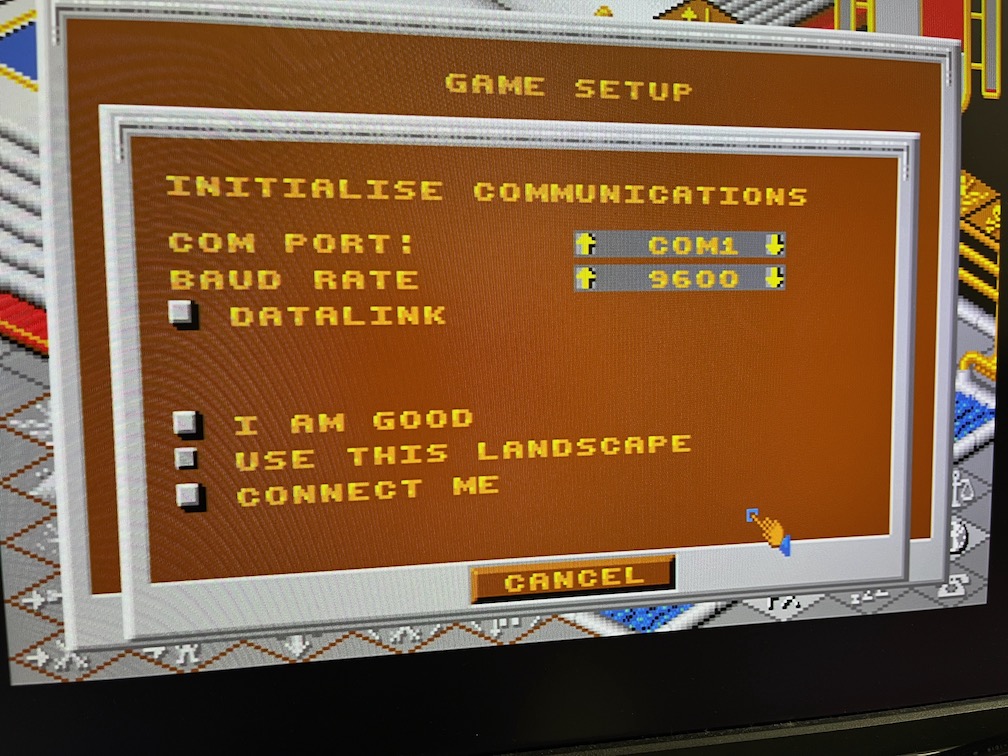 GAME SETUP
INITIALISE COMMUNICATIONS
COM PORT: COM1
BAUD RATE 9600
DATALINK
I AM GOOD
USE THIS LANDSCAPE
CONNECT ME
CANCEL